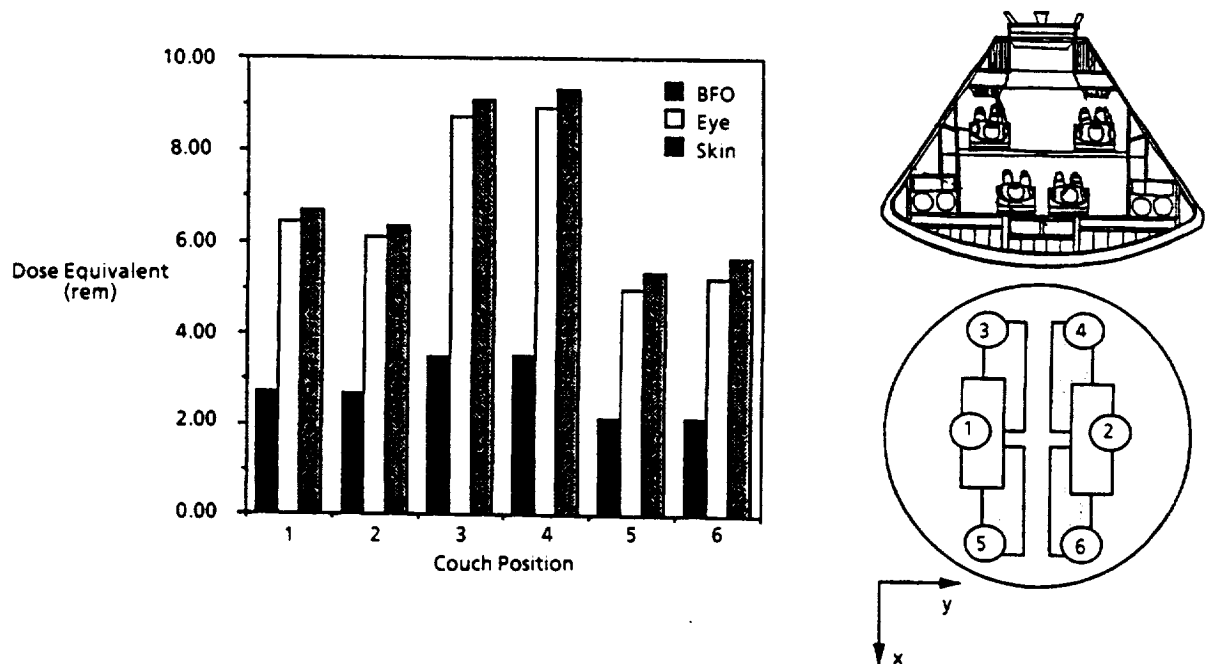 10.00
8.00
6.00
4.00
2.00
0.00
Dose Equivalent
(rem)
BFO
Eye
Skin
1 2 3 4 5 6
Couch Position
3 4
1 2
5 6
y
x